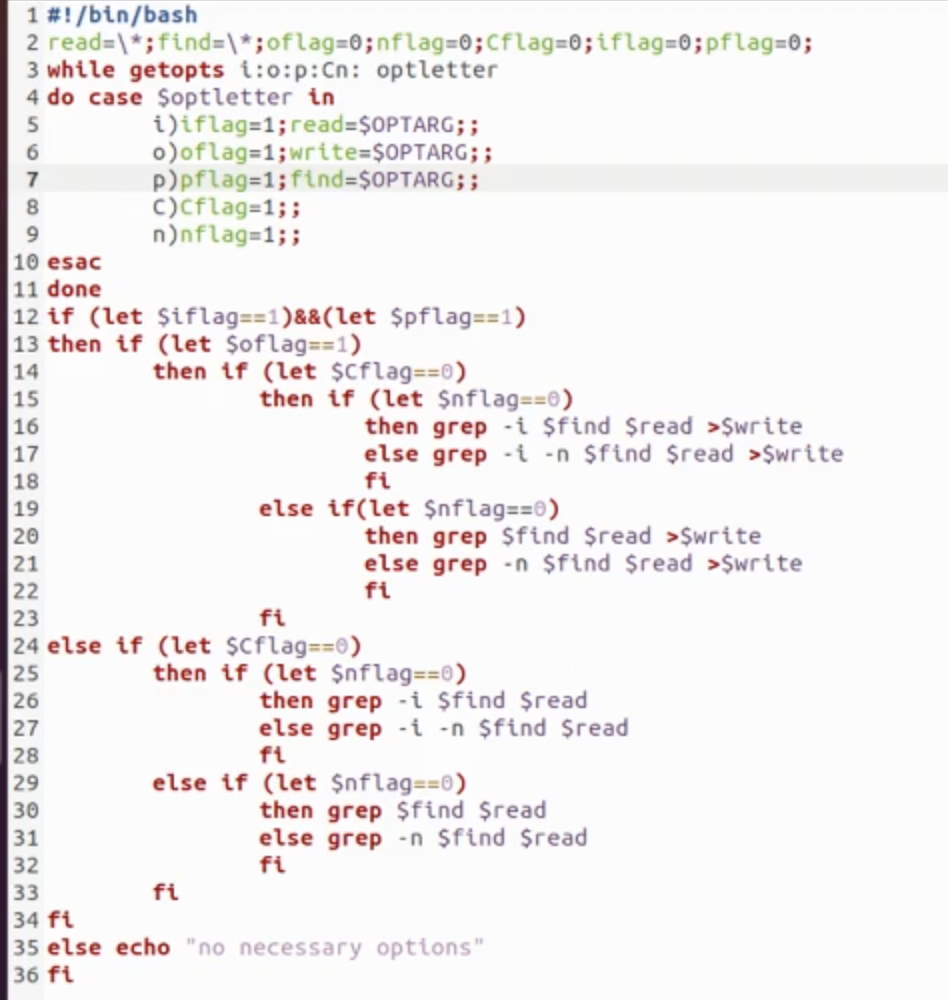 1 #!/bin/bash
2 read=\*;find=\*;oflag=0;nflag=0;Cflag=0;iflag=0;pflag=0;
3 while getopts i:o:p:Cn: optletter
4 do case $optletter in
5 i)iflag=1;read=$OPTARG;;
6 o)oflag=1;write=$OPTARG;;
7 p)pflag=1;find=$OPTARG;;
8 C)Cflag=1;;
9 n)nflag=1;;
10 esac
11 done
12 if (let $iflag==1)&&(let $pflag==1)
13 then if (let $oflag==1)
14 then if (let $Cflag==0)
15 then if (let $nflag==0)
16 then grep -i $find $read >$write
17 else grep -i -n $find $read >$write
18 fi
19 else if(let $nflag==0)
20 then grep $find $read >$write
21 else grep -n $find $read >$write
22 fi
23 fi
24 else if (let $Cflag==0)
25 then if (let $nflag==0)
26 then grep -i $find $read
27 else grep -i -n $find $read
28 fi
29 else if (let $nflag==0)
30 then grep $find $read
31 else grep -n $find $read
32 fi
33 fi
34 fi
35 else echo "no necessary options"
36 fi